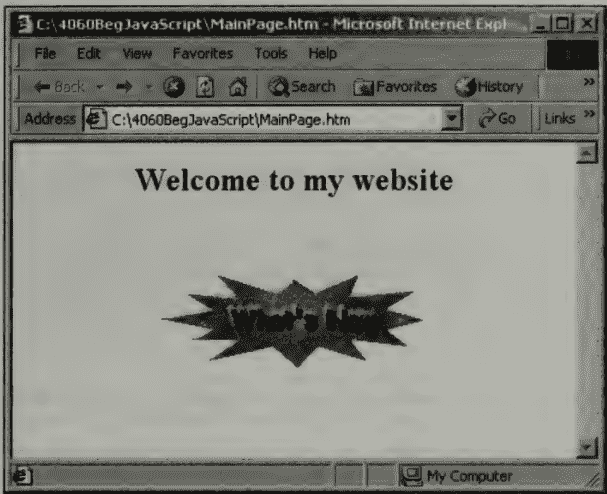 C:\4060BegJavaScript\MainPage.htm - Microsoft Internet Expl
File Edit View Favorites Tools Help
Back Search Favorites History »
Address C:\4060BegJavaScript\MainPage.htm Go Links »
Welcome to my website
What's
My Computer